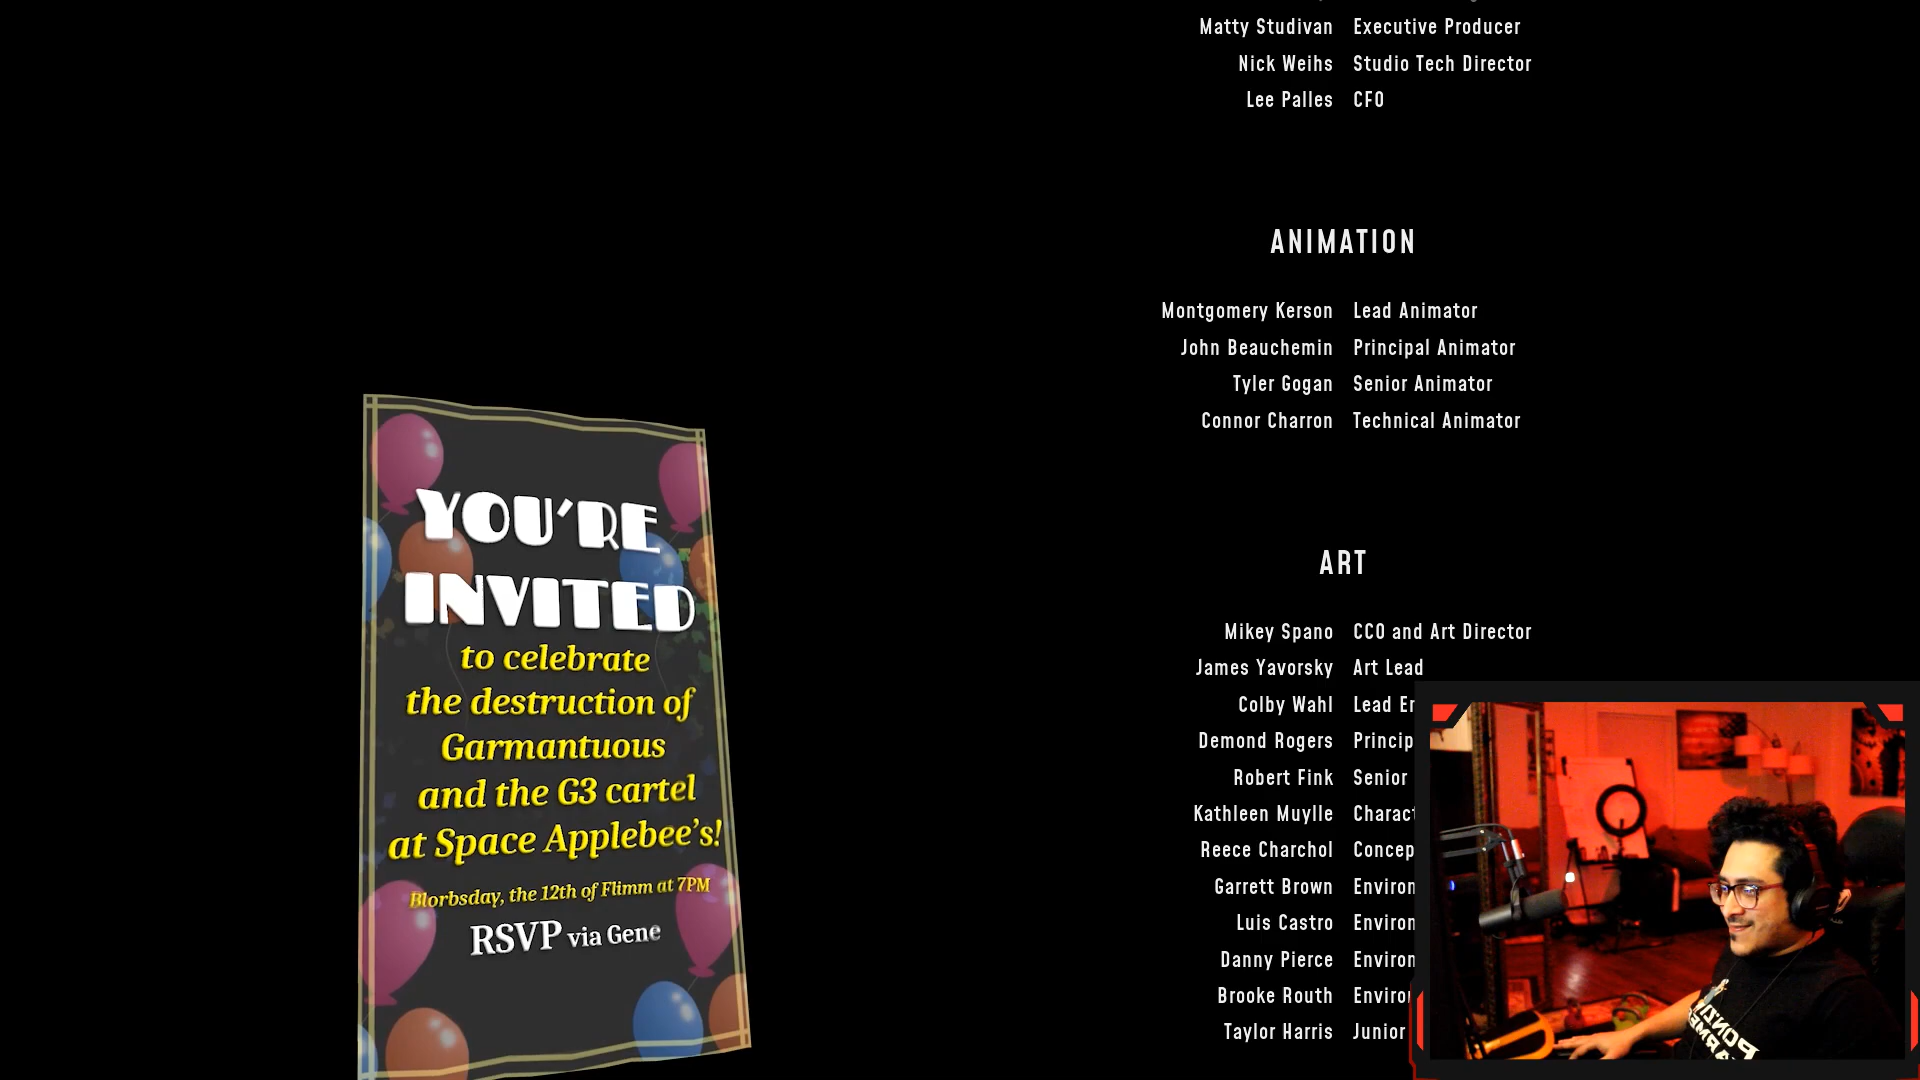 YOU'RE
INVITED
to celebrate
the destruction of
Garmantuous
and the G3 cartel
at Space Applebee's!
Blorbsday, the 12th of Flimm at 7PM
RSVP via Gene
Matty Studivan Executive Producer
Nick Weihs Studio Tech Director
Lee Palles CFO
ANIMATION
Montgomery Kerson Lead Animator
John Beauchemin Principal Animator
Tyler Gogan Senior Animator
Connor Charron Technical Animator
ART
Mikey Spano CCO and Art Director
James Yavorsky Art Lead
Colby Wahl Lead
Demond Rogers
Robert Fink Senior
Kathleen Muylle
Reece Charchol
Garrett Brown
Luis Castro
Danny Pierce
Brooke Routh
Taylor Harris Junior